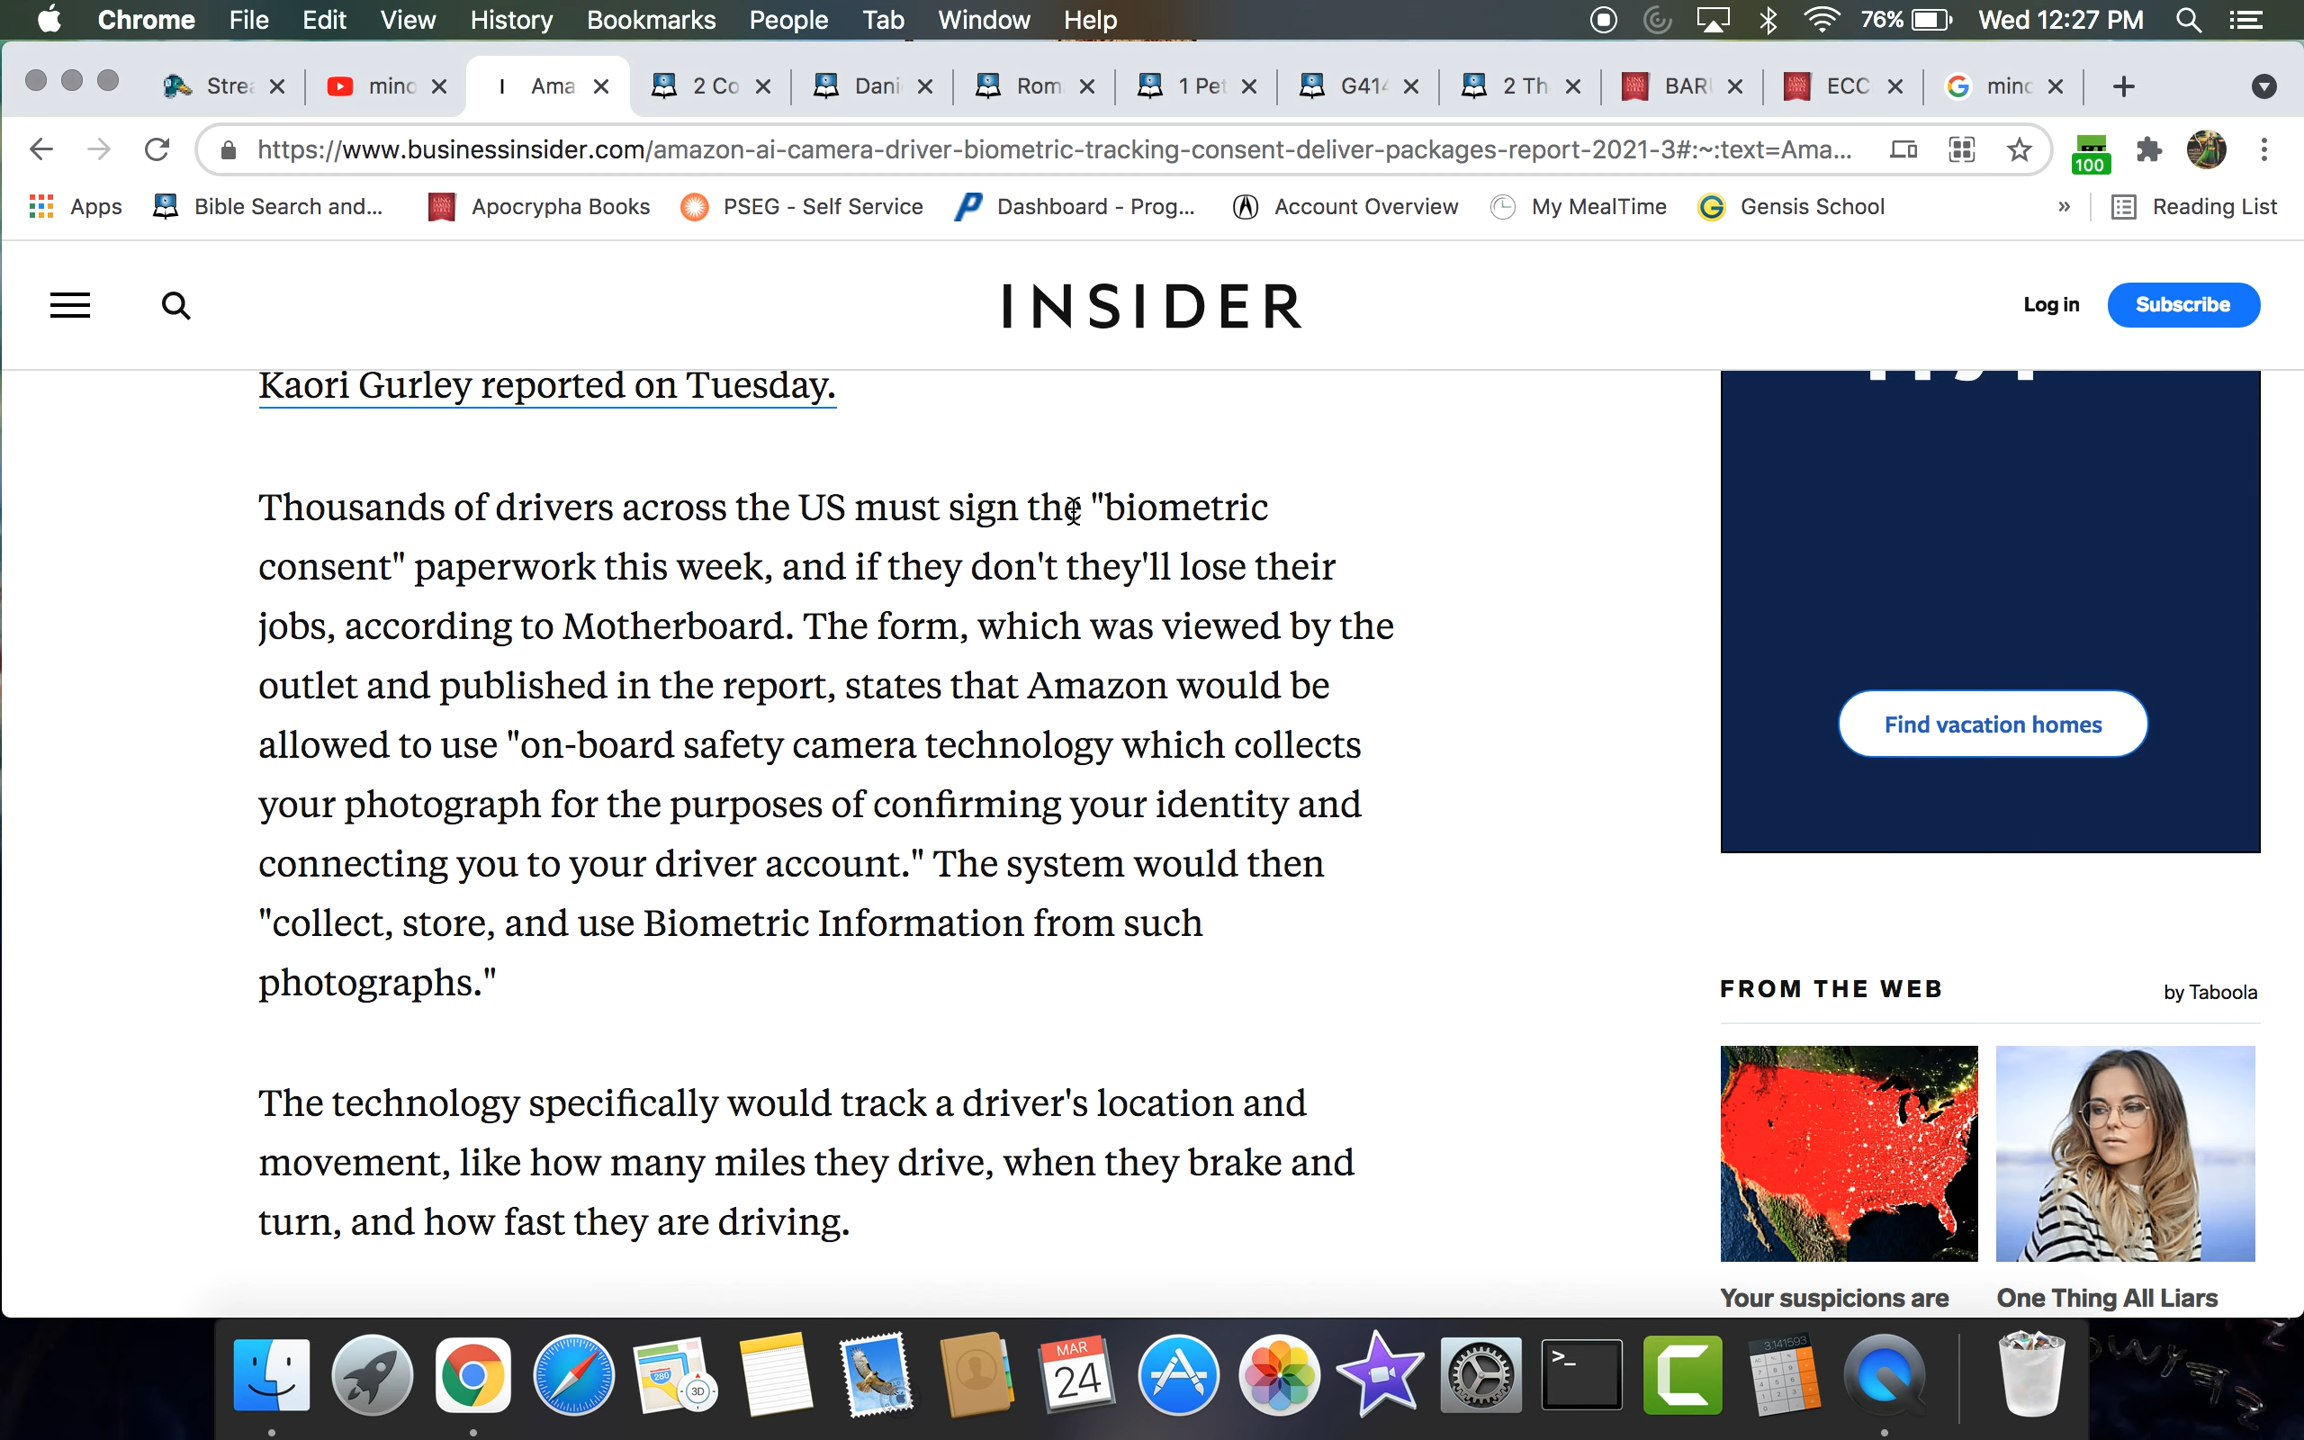 Chrome File Edit View History Bookmarks People Tab Window Help 76% Wed 12:27 PM
Strea minc Ama 2 Co Dani Rom 1 Pet G414 2 Th BARU ECC minc
https://www.businessinsider.com/amazon-ai-camera-driver-biometric-tracking-consent-deliver-packages-report-2021-3#:~:text=Ama... 100
Apps Bible Search and... Apocrypha Books PSEG - Self Service Dashboard - Prog... Account Overview My MealTime Gensis School » Reading List
INSIDER
Log in Subscribe
Kaori Gurley reported on Tuesday.
Thousands of drivers across the US must sign the "biometric
consent" paperwork this week, and if they don't they'll lose their
jobs, according to Motherboard. The form, which was viewed by the
outlet and published in the report, states that Amazon would be
allowed to use "on-board safety camera technology which collects
your photograph for the purposes of confirming your identity and
connecting you to your driver account." The system would then
"collect, store, and use Biometric Information from such
photographs."
The technology specifically would track a driver's location and
movement, like how many miles they drive, when they brake and
turn, and how fast they are driving.
Find vacation homes
FROM THE WEB
by Taboola
Your suspicions are
One Thing All Liars
280
3D
MAR
24
>_
3.141593